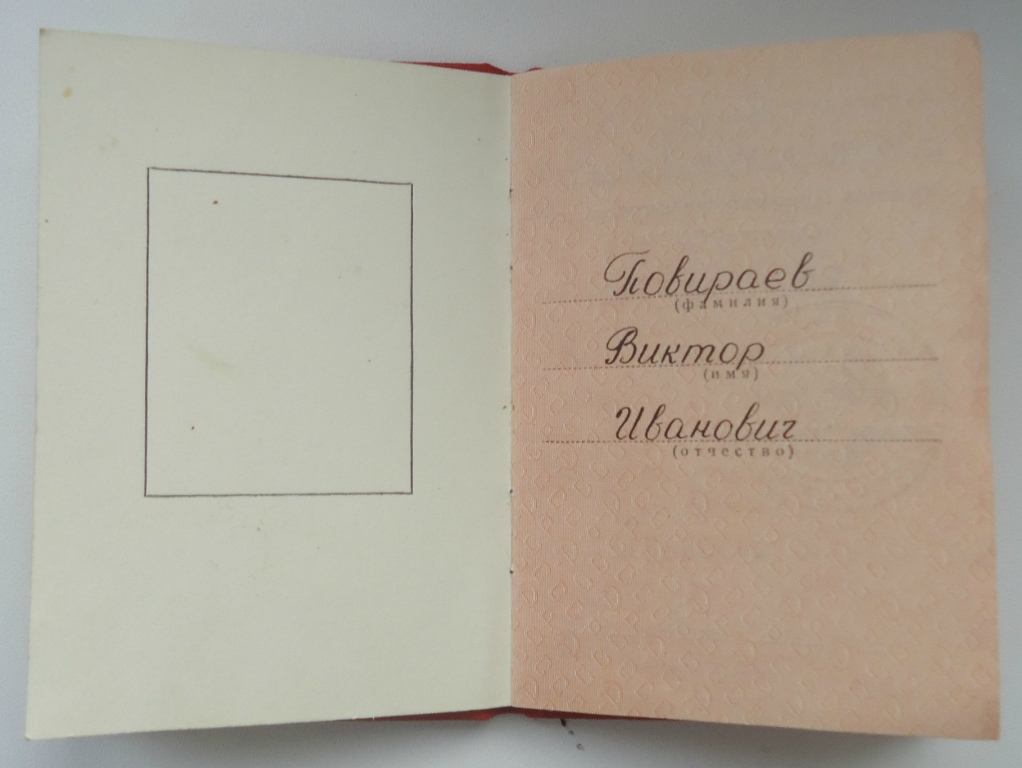 Повираев
(фамилия)
Виктор
(имя)
Иванович
(отчество)